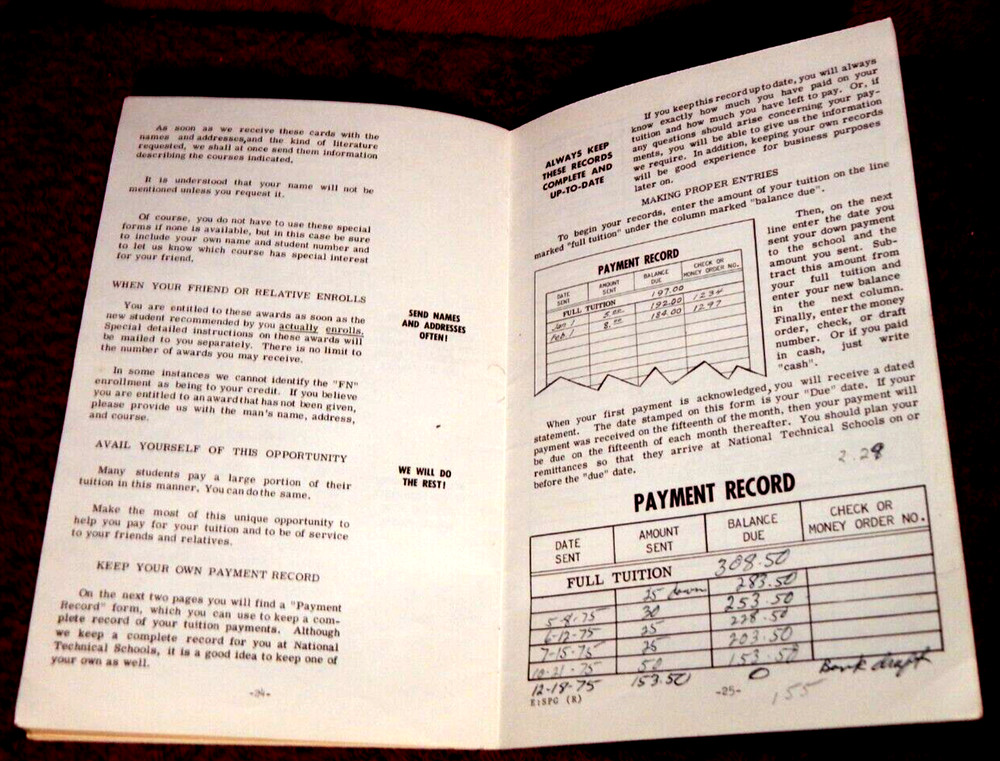 As soon as we receive these cards with the
names and addresses,and the kind of literature
requested, we shall at once send them information
describing the courses indicated.
It is understood that your name will not be
mentioned unless you request it.
Of course, you do not have to use these special
forms if none is available, but in this case be sure
to include your own name and student number and
to let us know which course has special interest
for your friend.
WHEN YOUR FRIEND OR RELATIVE ENROLLS
You are entitled to these awards as soon as the
new student recommended by you actually enrolls.
Special detailed instructions on these awards will
be mailed to you separately. There is no limit to
the number of awards you may receive.
SEND NAMES
AND ADDRESSES
OFTEN!
In some instances we cannot identify the "FN"
enrollment as being to your credit. If you believe
you are entitled to an award that has not been given,
please provide us with the man's name, address,
and course.
AVAIL YOURSELF OF THIS OPPORTUNITY
Many students pay a large portion of their
tuition in this manner. You can do the same.
WE WILL DO
THE REST!
Make the most of this unique opportunity to
help you pay for your tuition and to be of service
to your friends and relatives.
KEEP YOUR OWN PAYMENT RECORD
On the next two pages you will find a "Payment
Record" form, which you can use to keep a com-
plete record of your tuition payments. Although
we keep a complete record for you at National
Technical Schools, it is a good idea to keep one of
your own as well.
-24-
ALWAYS KEEP
THESE RECORDS
COMPLETE AND
UP-TO-DATE
If you keep this record up to date, you will always
know exactly how much you have paid on your
tuition and how much you have left to pay. Or, if
any questions should arise concerning your pay-
ments, you will be able to give us the information
we require. In addition, keeping your own records
will be good experience for business purposes
later on.
MAKING PROPER ENTRIES
To begin your records, enter the amount of your tuition on the line
marked "full tuition" under the column marked "balance due".
PAYMENT RECORD
DATE SENT AMOUNT SENT BALANCE DUE CHECK OR MONEY ORDER NO.
FULL TUITION 197.00
Jan 1 5.00 192.00 1234
Feb. 1 8.00 184.00 1297
Then, on the next
line enter the date you
sent your down payment
to the school and the
amount you sent. Sub-
tract this amount from
your full tuition and
enter your new balance
in the next column.
Finally, enter the money
order, check, or draft
number. Or if you paid
in cash, just write
"cash".
When your first payment is acknowledged, you will receive a dated
statement. The date stamped on this form is your "Due" date. If your
payment was received on the fifteenth of the month, then your payment will
be due on the fifteenth of each month thereafter. You should plan your
remittances so that they arrive at National Technical Schools on or
before the "due" date.
2.28
PAYMENT RECORD
DATE SENT AMOUNT SENT BALANCE DUE CHECK OR MONEY ORDER NO.
FULL TUITION 308.50
25 down 283.50
5-8-75 30 253.50
6-12-75 25 228.50
7-15-75 25 203.50
10-21-75 50 153.50
12-18-75 153.50 0 Bank draft
E:SPG (R)
-25-
155